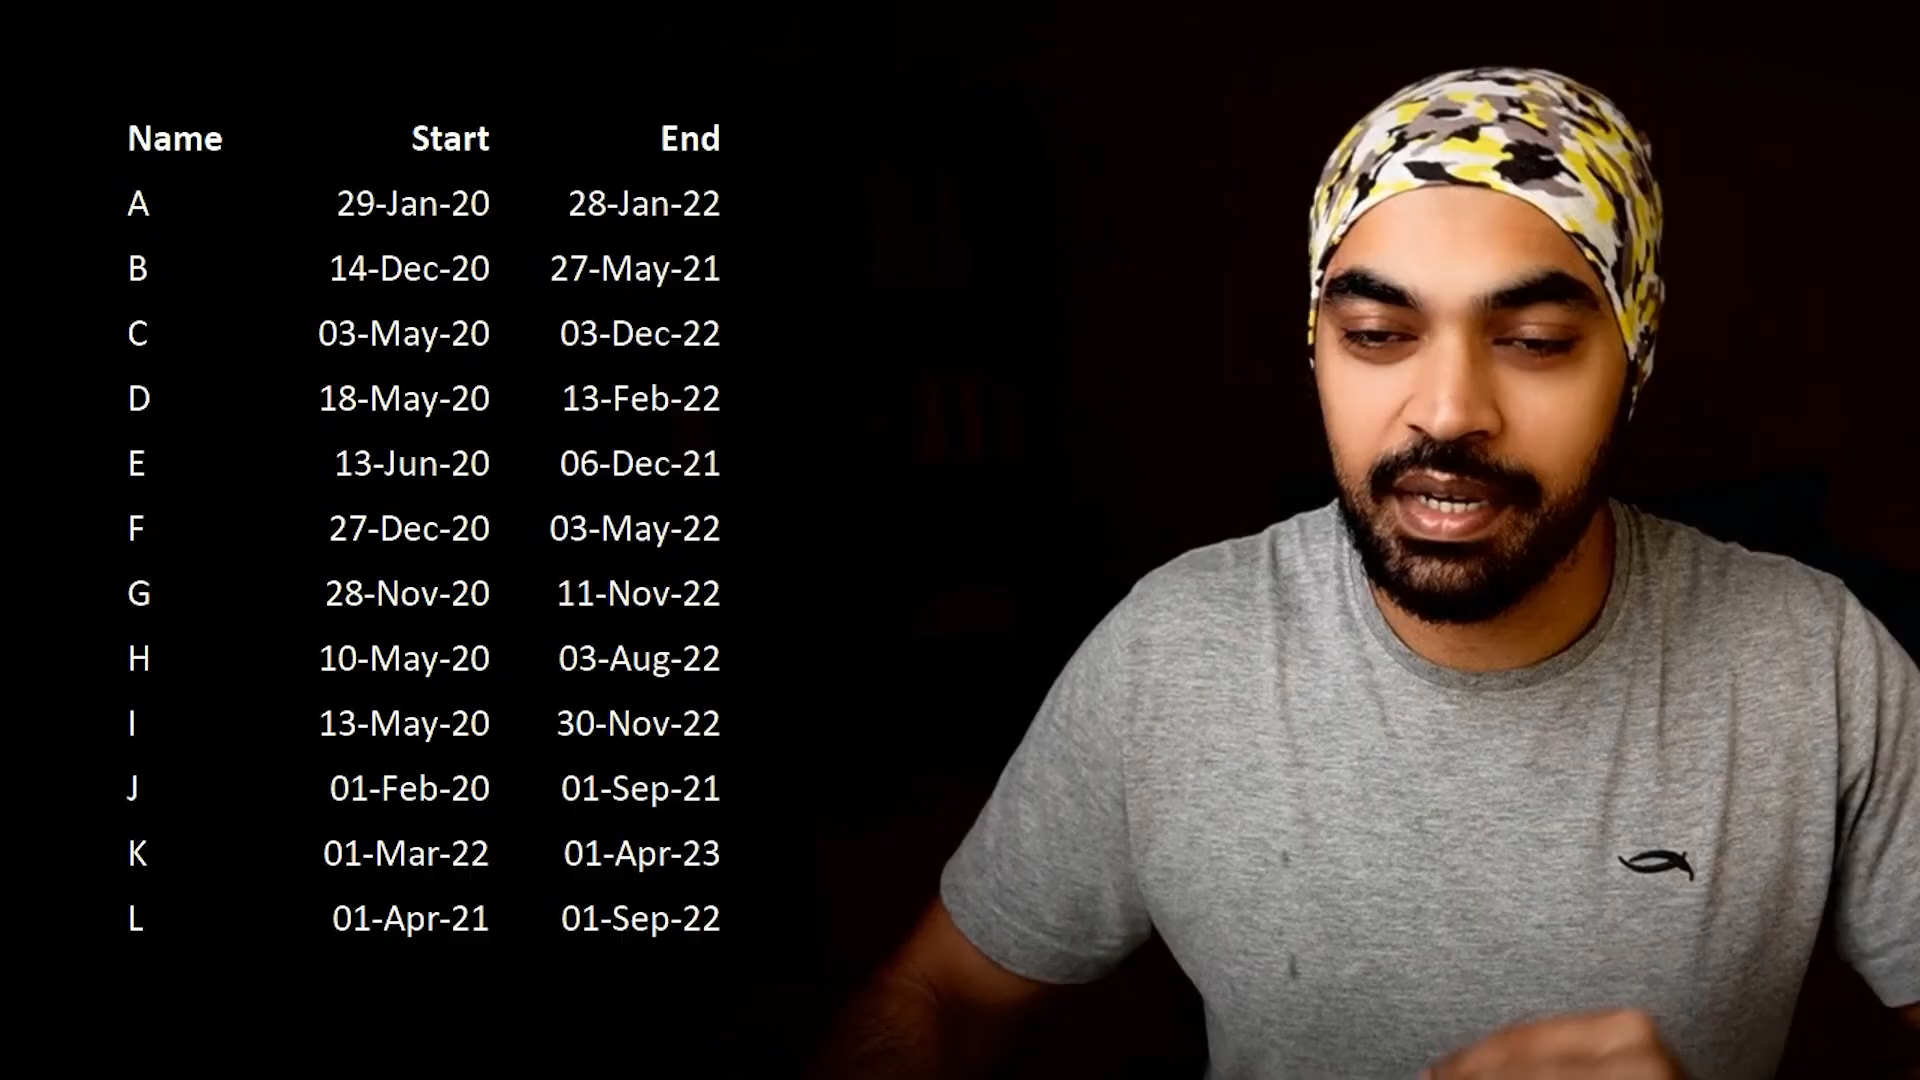 Name Start End
A 29-Jan-20 28-Jan-22
B 14-Dec-20 27-May-21
C 03-May-20 03-Dec-22
D 18-May-20 13-Feb-22
E 13-Jun-20 06-Dec-21
F 27-Dec-20 03-May-22
G 28-Nov-20 11-Nov-22
H 10-May-20 03-Aug-22
I 13-May-20 30-Nov-22
J 01-Feb-20 01-Sep-21
K 01-Mar-22 01-Apr-23
L 01-Apr-21 01-Sep-22